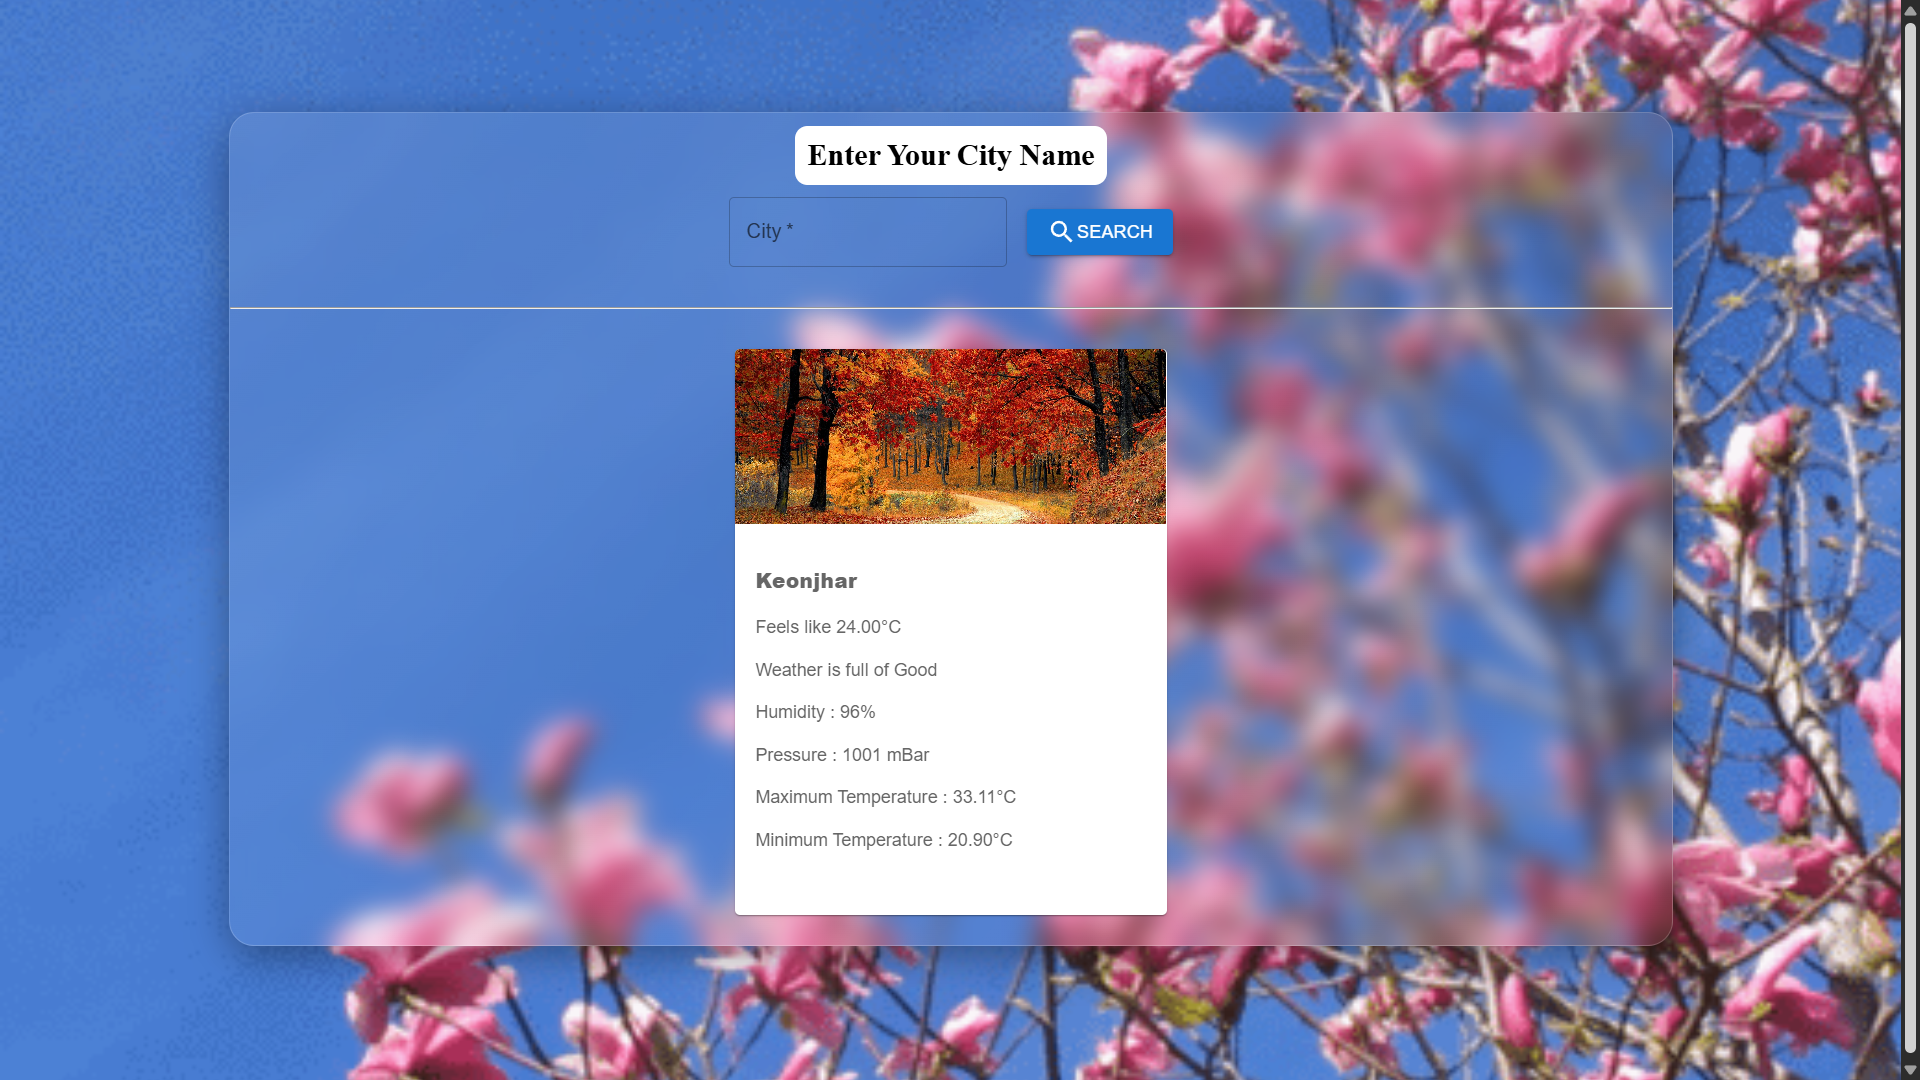 Enter Your City Name
City *
SEARCH
Keonjhar
Feels like 24.00°C
Weather is full of Good
Humidity : 96%
Pressure : 1001 mBar
Maximum Temperature : 33.11°C
Minimum Temperature : 20.90°C